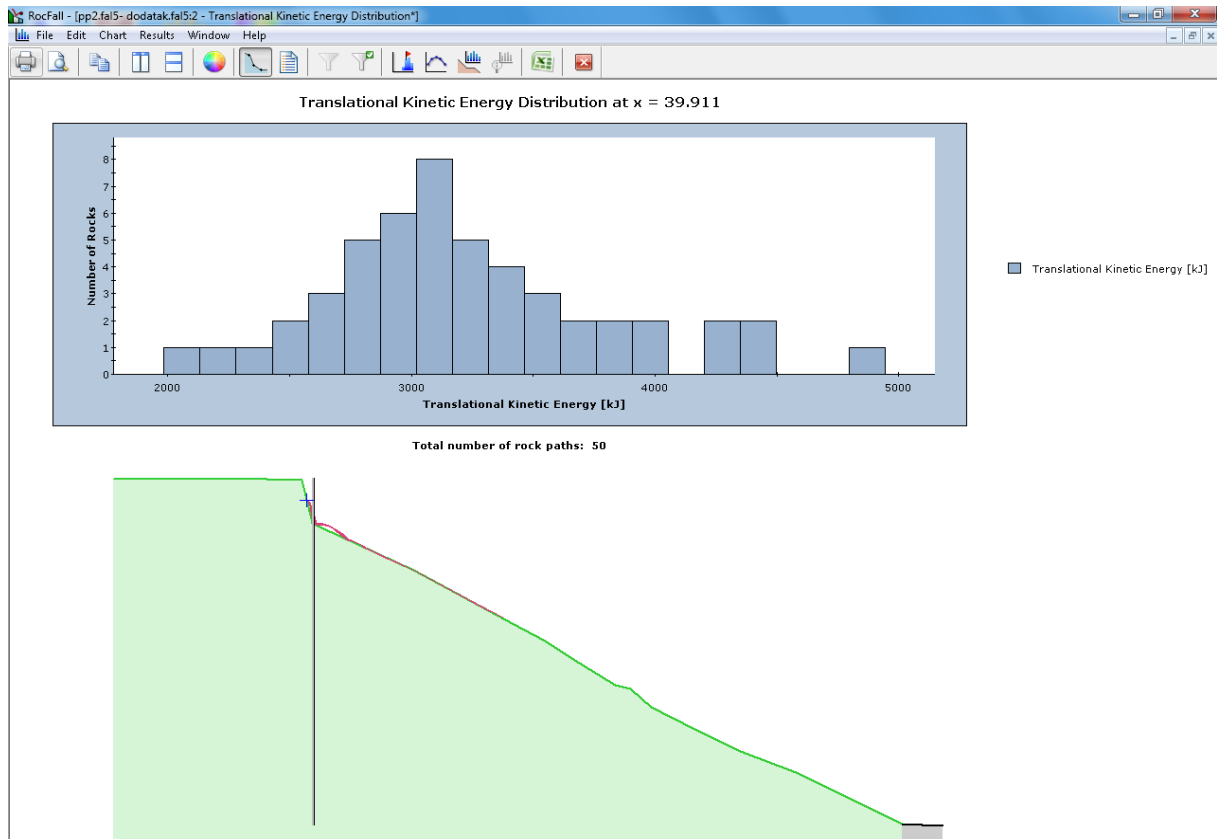 RocFall - [pp2.fal5- dodatak.fal5:2 - Translational Kinetic Energy Distribution*]
File Edit Chart Results Window Help
Translational Kinetic Energy Distribution at x = 39.911
8
7
6
5
4
3
2
1
0
Number of Rocks
2000 3000 4000 5000
Translational Kinetic Energy [kJ]
Translational Kinetic Energy [kJ]
Total number of rock paths: 50